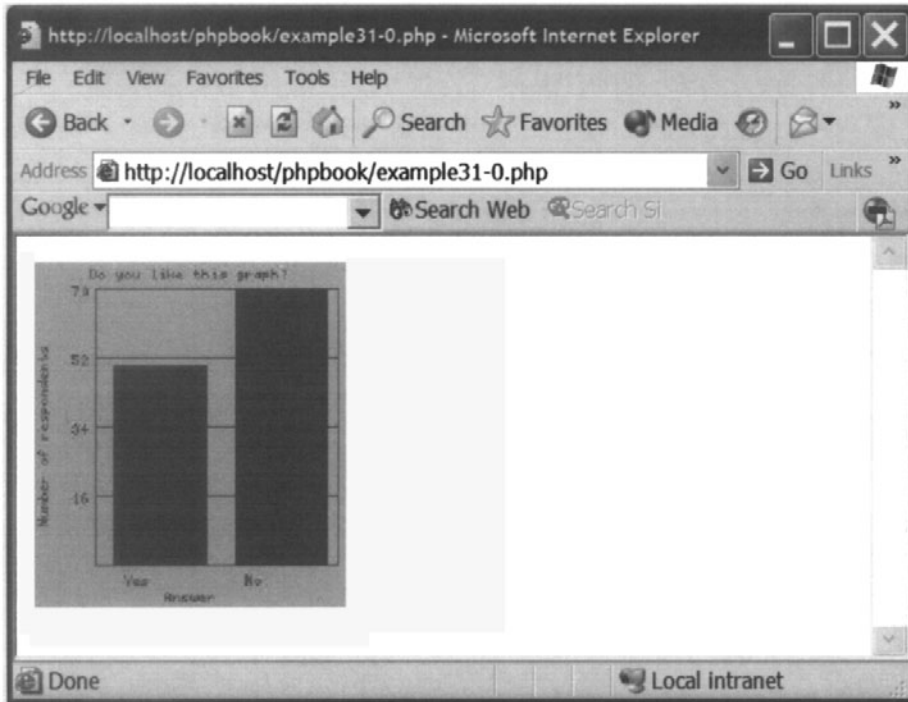 http://localhost/phpbook/example31-0.php - Microsoft Internet Explorer
File Edit View Favorites Tools Help
Back Search Favorites Media »
Address http://localhost/phpbook/example31-0.php Go Links »
Google Search Web Search Si
Do you like this graph?
52
34
16
Number of respondents
Yes No
Answer
Done Local intranet